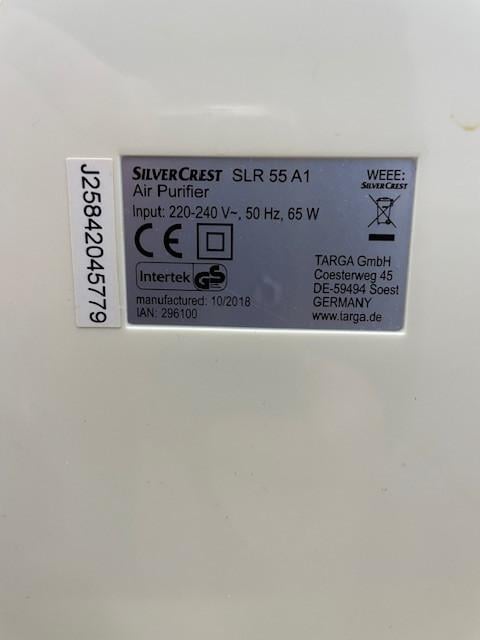 SILVERCREST SLR 55 A1
Air Purifier
Input: 220-240 V~, 50 Hz, 65 W
CE
Intertek GS
manufactured: 10/2018
IAN: 296100
WEEE:
SILVERCREST
TARGA GmbH
Coesterweg 45
DE-59494 Soest
GERMANY
www.targa.de
J25842045779